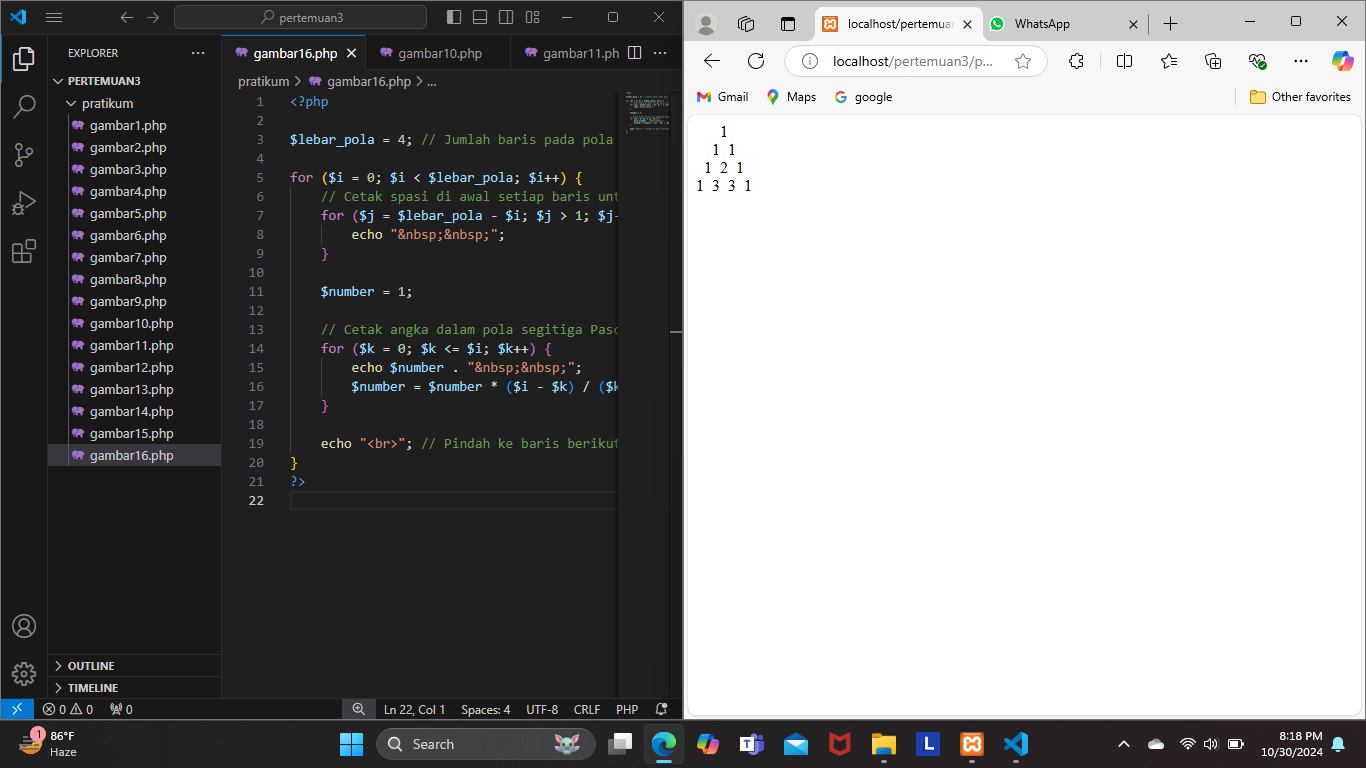 pertemuan3
EXPLORER
PERTEMUAN3
pratikum
gambar1.php
gambar2.php
gambar3.php
gambar4.php
gambar5.php
gambar6.php
gambar7.php
gambar8.php
gambar9.php
gambar10.php
gambar11.php
gambar12.php
gambar13.php
gambar14.php
gambar15.php
gambar16.php
OUTLINE
TIMELINE
gambar16.php
gambar10.php
gambar11.ph
pratikum > gambar16.php > ...
1 <?php
2
3 $lebar_pola = 4; // Jumlah baris pada pola
4
5 for ($i = 0; $i < $lebar_pola; $i++) {
6 // Cetak spasi di awal setiap baris unt
7 for ($j = $lebar_pola - $i; $j > 1; $j-
8 echo "&nbsp;&nbsp;";
9 }
10
11 $number = 1;
12
13 // Cetak angka dalam pola segitiga Pasc
14 for ($k = 0; $k <= $i; $k++) {
15 echo $number . "&nbsp;&nbsp;";
16 $number = $number * ($i - $k) / ($k
17 }
18
19 echo "<br>"; // Pindah ke baris berikut
20 }
21 ?>
22
0 0 0
Ln 22, Col 1 Spaces: 4 UTF-8 CRLF PHP
localhost/pertemuan
WhatsApp
localhost/pertemuan3/p...
Gmail Maps google Other favorites
1
1 1
1 2 1
1 3 3 1
1
86°F
Haze
Search
L
8:18 PM
10/30/2024